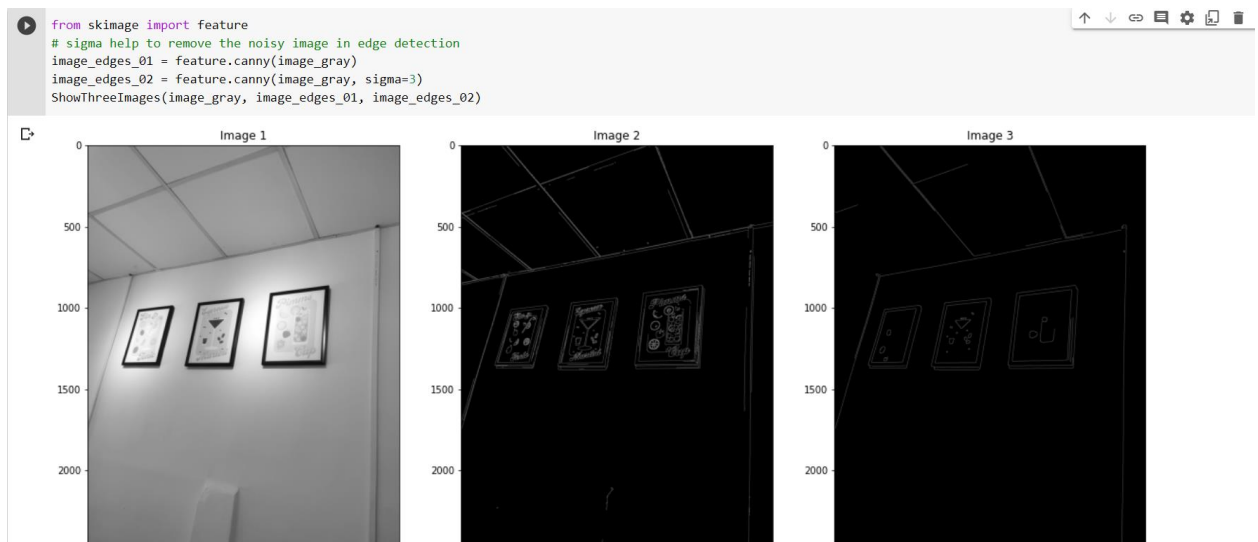 from skimage import feature
# sigma help to remove the noisy image in edge detection
image_edges_01 = feature.canny(image_gray)
image_edges_02 = feature.canny(image_gray, sigma=3)
ShowThreeImages(image_gray, image_edges_01, image_edges_02)
Image 1
Image 2
Image 3
0
500
1000
1500
2000
0
500
1000
1500
2000
0
500
1000
1500
2000